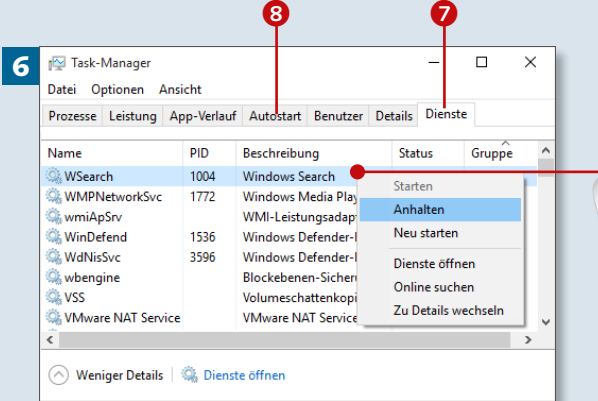 8 7
6
Task-Manager
Datei Optionen Ansicht
Prozesse Leistung App-Verlauf Autostart Benutzer Details Dienste
Name PID Beschreibung Status Gruppe
WSearch 1004 Windows Search
WMPNetworkSvc 1772 Windows Media Play
wmiApSrv WMI-Leistungsadap
WinDefend 1536 Windows Defender-
WdNisSvc 3596 Windows Defender-
wbengine Blockebenen-Sicher
VSS Volumeschattenkopi
VMware NAT Service VMware NAT Service
Starten
Anhalten
Neu starten
Dienste öffnen
Online suchen
Zu Details wechseln
Weniger Details Dienste öffnen